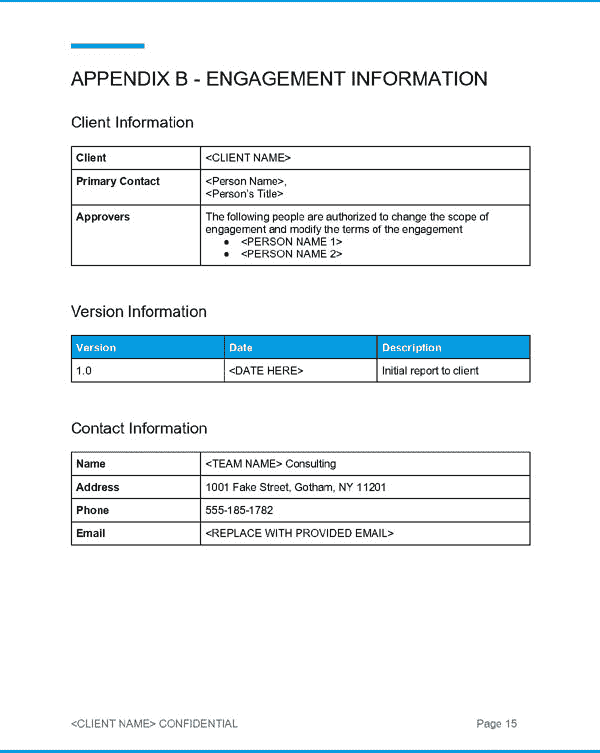 APPENDIX B - ENGAGEMENT INFORMATION
Client Information
Client <CLIENT NAME>
Primary Contact <Person Name>,
<Person's Title>
Approvers The following people are authorized to change the scope of
engagement and modify the terms of the engagement
● <PERSON NAME 1>
● <PERSON NAME 2>
Version Information
Version Date Description
1.0 <DATE HERE> Initial report to client
Contact Information
Name <TEAM NAME> Consulting
Address 1001 Fake Street, Gotham, NY 11201
Phone 555-185-1782
Email <REPLACE WITH PROVIDED EMAIL>
<CLIENT NAME> CONFIDENTIAL Page 15